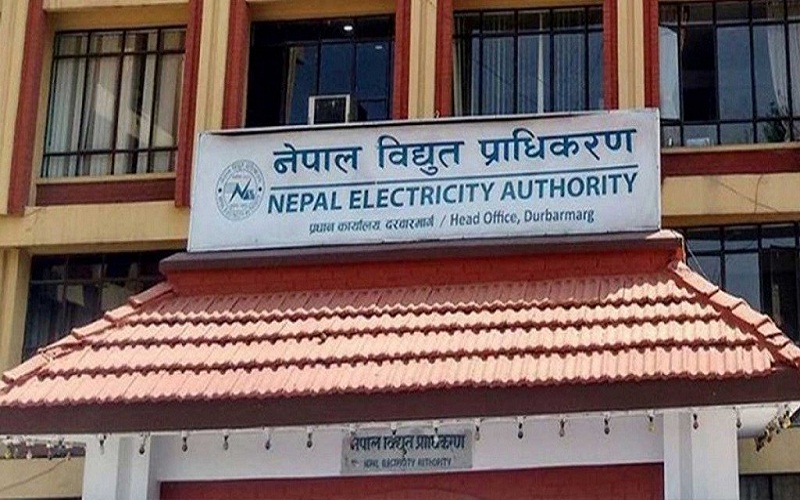 नेपाल विद्युत प्राधिकरण
NEPAL ELECTRICITY AUTHORITY
प्रधान कार्यालय, दरबारमार्ग / Head Office, Durbarmarg
नेपाल विद्युत प्राधिकरण
NEPAL ELECTRICITY AUTHORITY